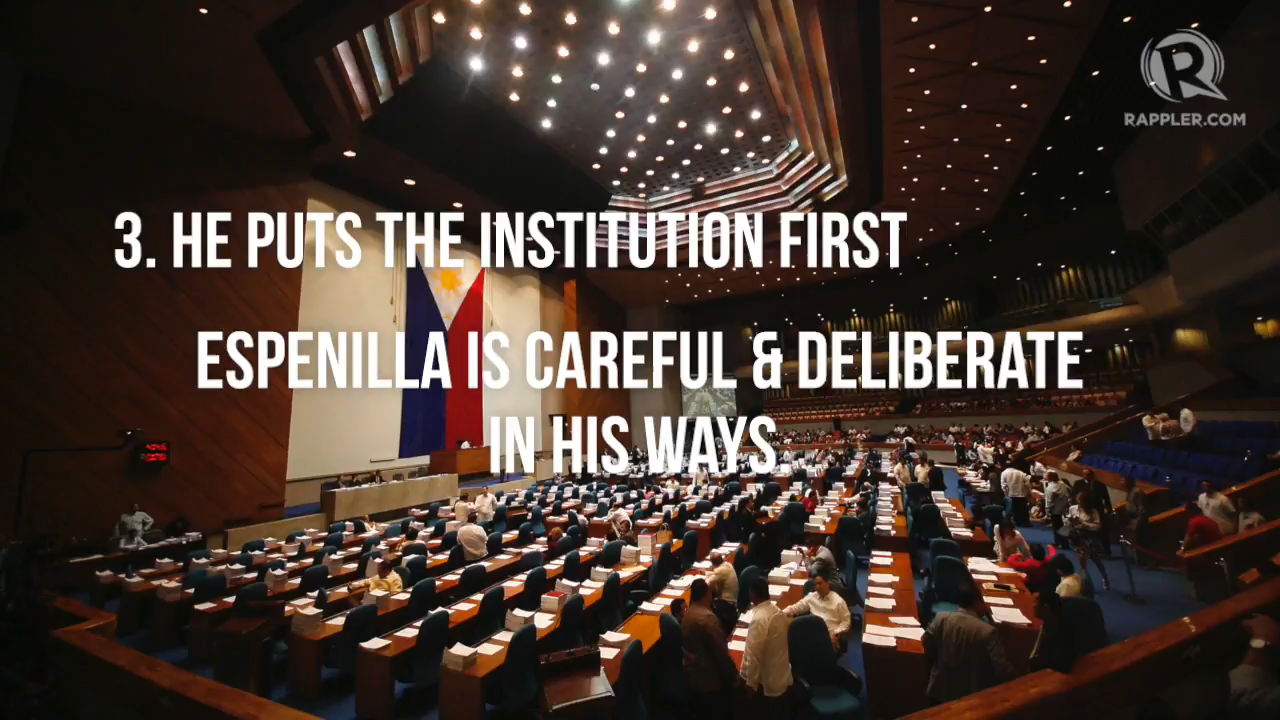 RAPPLER.COM
3. HE PUTS THE INSTITUTION FIRST
ESPENILLA IS CAREFUL & DELIBERATE
IN HIS WAYS.